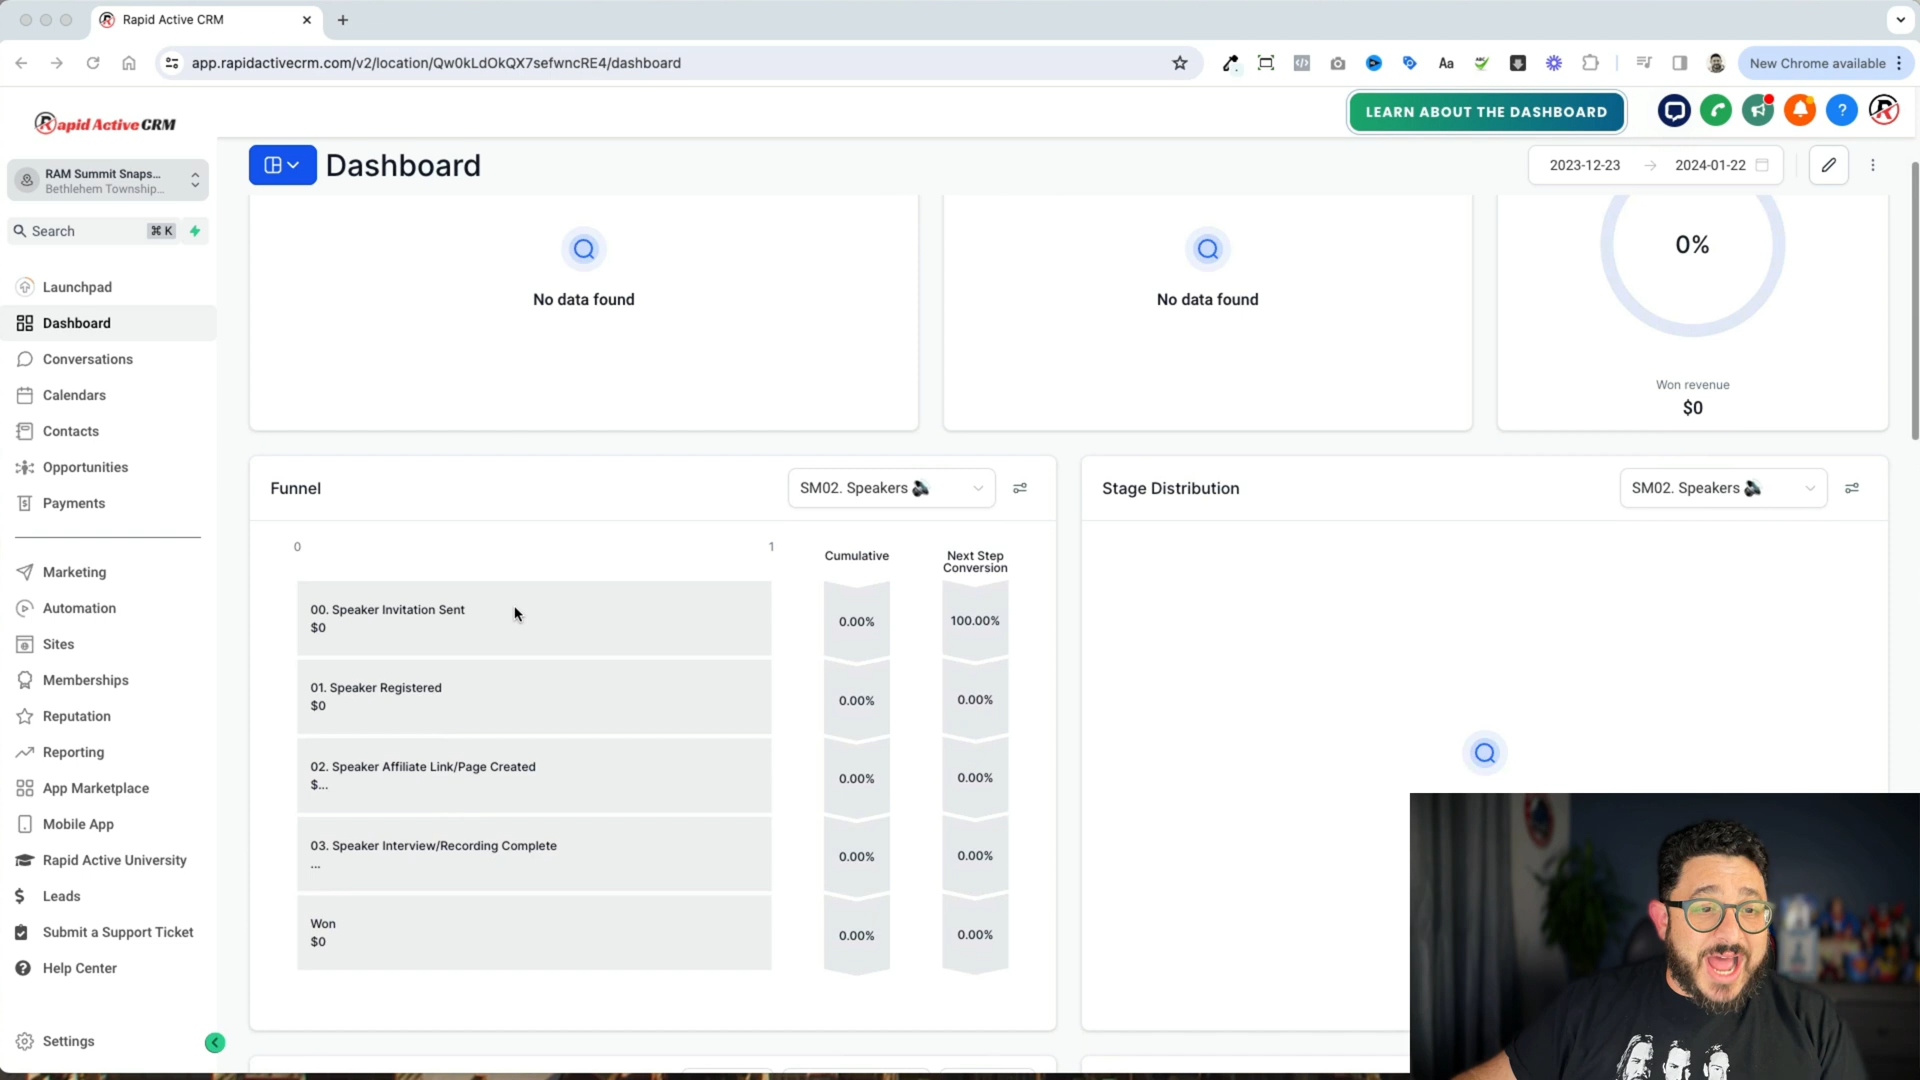 Rapid Active CRM
app.rapidactivecrm.com/v2/location/Qw0kLdOkQX7sefwncRE4/dashboard
Aa
New Chrome available
Rapid Active CRM
LEARN ABOUT THE DASHBOARD
?
RAM Summit Snaps...
Bethlehem Township...
Dashboard
2023-12-23
2024-01-22
Search
⌘ K
Launchpad
Dashboard
Conversations
Calendars
Contacts
Opportunities
Payments
Marketing
Automation
Sites
Memberships
Reputation
Reporting
App Marketplace
Mobile App
Rapid Active University
Leads
Submit a Support Ticket
Help Center
Settings
No data found
No data found
0%
Won revenue
$0
Funnel
SM02. Speakers 🔊
0
1
Cumulative
Next Step
Conversion
00. Speaker Invitation Sent
$0
0.00%
100.00%
01. Speaker Registered
$0
0.00%
0.00%
02. Speaker Affiliate Link/Page Created
$...
0.00%
0.00%
03. Speaker Interview/Recording Complete
...
0.00%
0.00%
Won
$0
0.00%
0.00%
Stage Distribution
SM02. Speakers 🔊